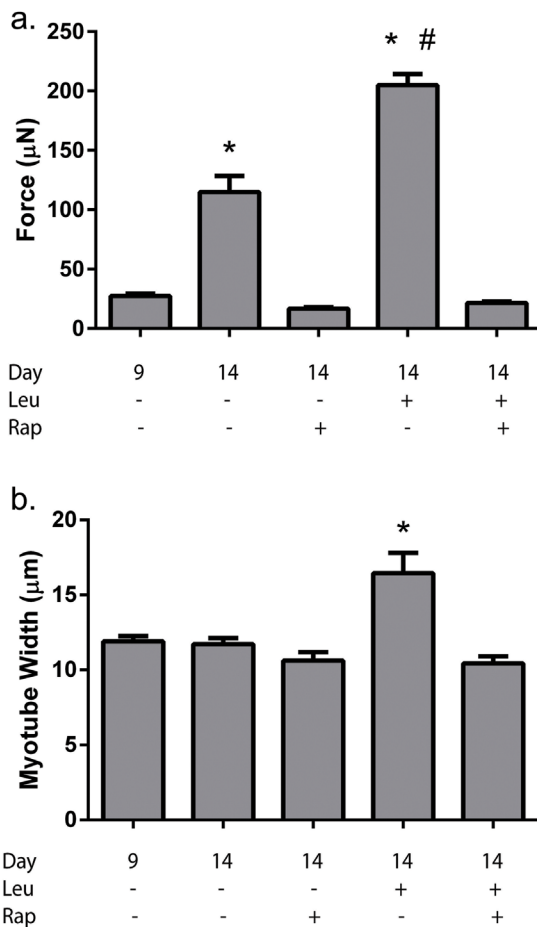 a.
250
* #
200
150
*
Force (μN)
100
50
0
Day 9 14 14 14 14
Leu - - - + +
Rap - - + - +
b.
20
*
15
Myotube Width (μm)
10
5
0
Day 9 14 14 14 14
Leu - - - + +
Rap - - + - +